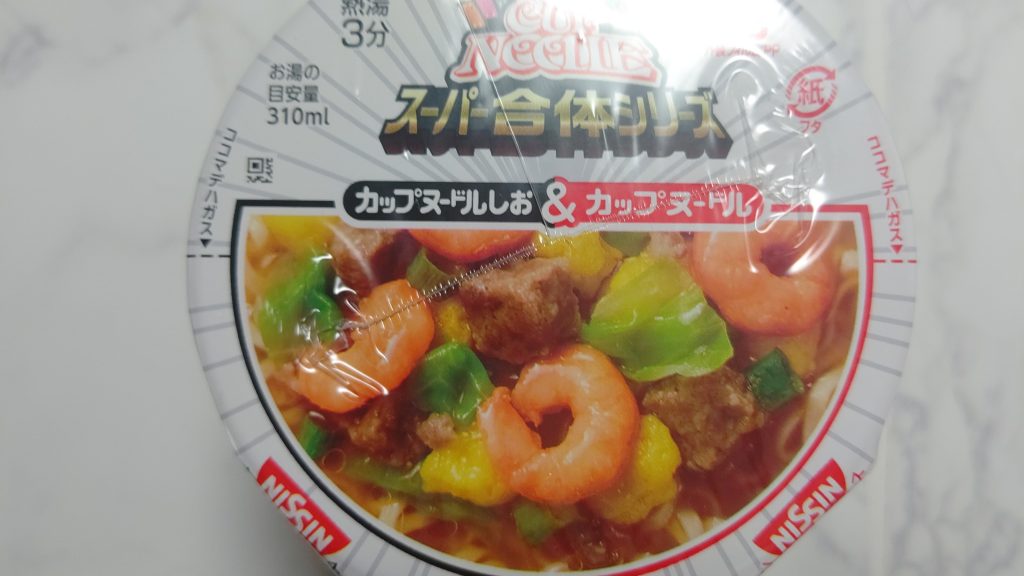 熱湯
3分
お湯の
目安量
310ml
CUP
NOODLE
スーパー合体シリーズ
紙
フタ
ココマデハガス
ココマデハガス
カップヌードルしお&カップヌードル
NISSIN
NISSIN